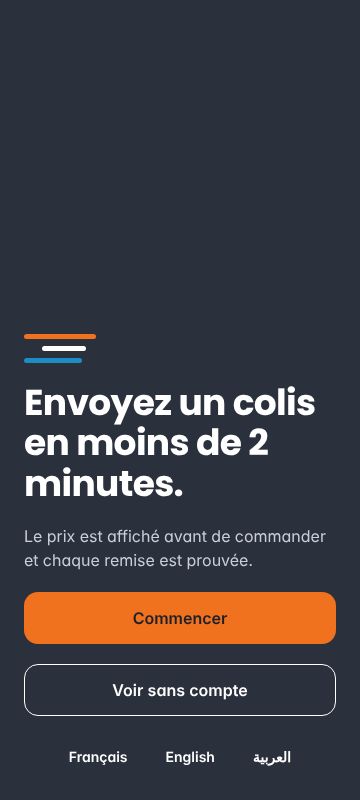 Envoyez un colis
en moins de 2
minutes.
Le prix est affiché avant de commander
et chaque remise est prouvée.
Commencer
Voir sans compte
Français English العربية